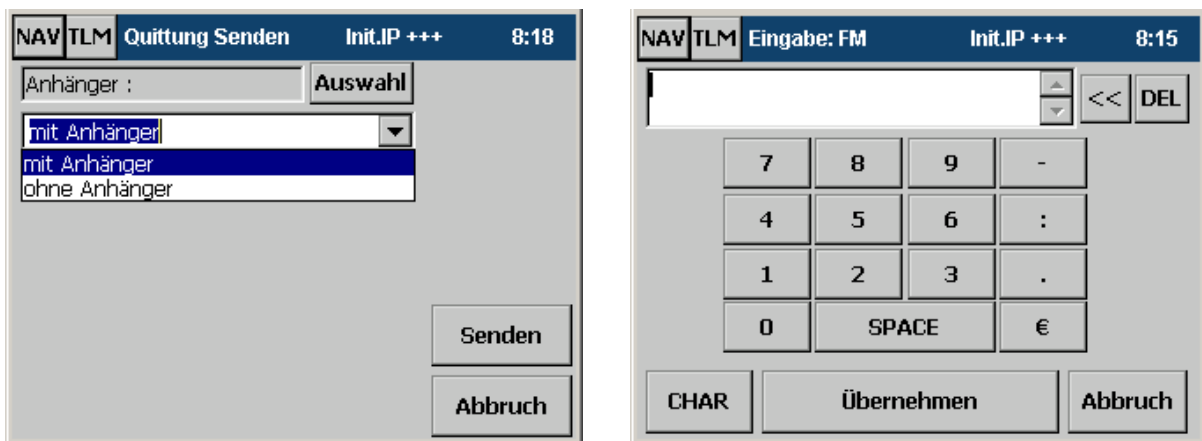 NAV TLM Quittung Senden Init.IP +++ 8:18
Anhänger : Auswahl
mit Anhänger
mit Anhänger
ohne Anhänger
Senden
Abbruch
NAV TLM Eingabe: FM Init.IP +++ 8:15
<< DEL
7 8 9 -
4 5 6 :
1 2 3 .
0 SPACE €
CHAR Übernehmen Abbruch